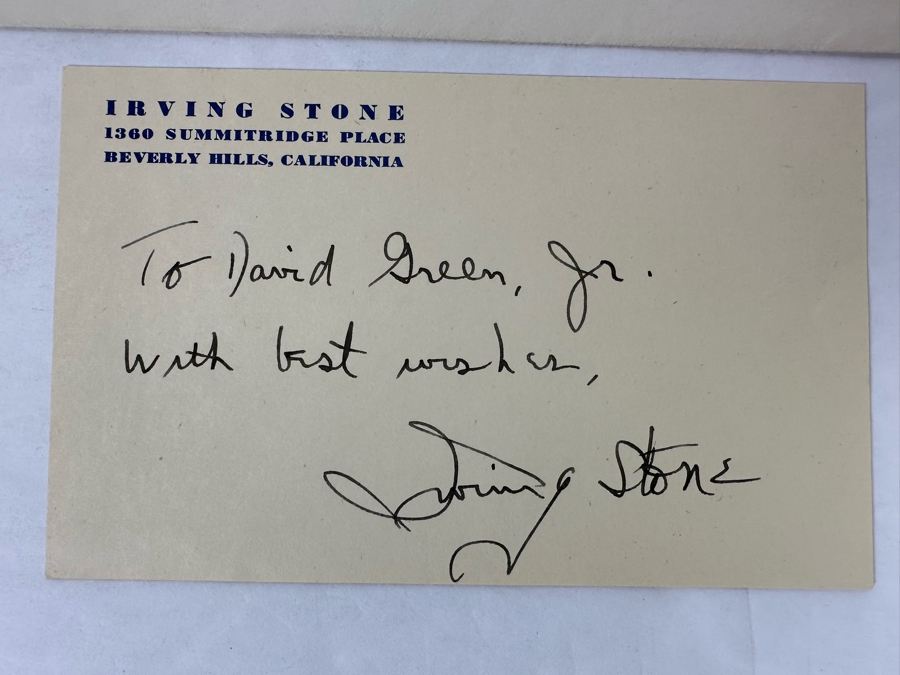 IRVING STONE
1360 SUMMITRIDGE PLACE
BEVERLY HILLS, CALIFORNIA
To David Green, Jr.
With best wishes,
Irving Stone